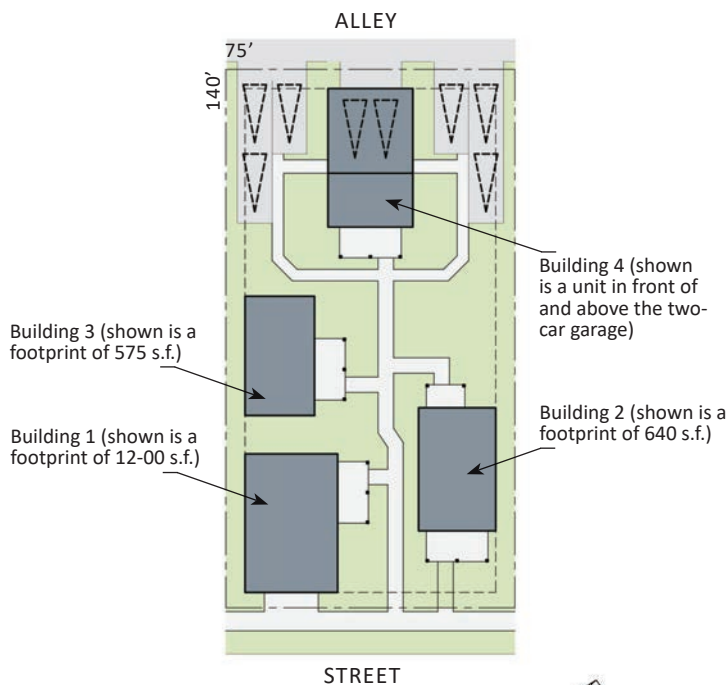 ALLEY
75’
140’
Building 4 (shown
is a unit in front of
and above the two-
car garage)
Building 3 (shown is a
footprint of 575 s.f.)
Building 2 (shown is a
footprint of 640 s.f.)
Building 1 (shown is a
footprint of 12-00 s.f.)
STREET